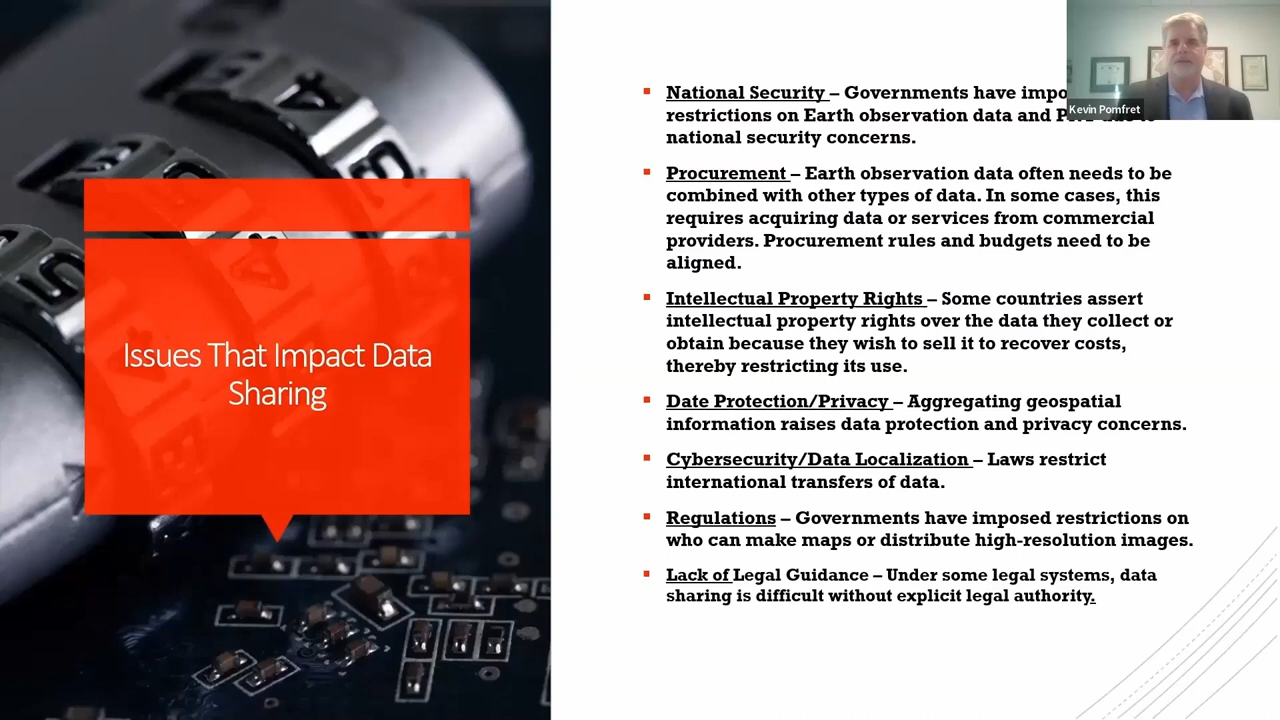 Issues That Impact Data
Sharing
National Security – Governments have impo
restrictions on Earth observation data and
national security concerns.
Procurement – Earth observation data often needs to be
combined with other types of data. In some cases, this
requires acquiring data or services from commercial
providers. Procurement rules and budgets need to be
aligned.
Intellectual Property Rights – Some countries assert
intellectual property rights over the data they collect or
obtain because they wish to sell it to recover costs,
thereby restricting its use.
Date Protection/Privacy – Aggregating geospatial
information raises data protection and privacy concerns.
Cybersecurity/Data Localization – Laws restrict
international transfers of data.
Regulations – Governments have imposed restrictions on
who can make maps or distribute high-resolution images.
Lack of Legal Guidance – Under some legal systems, data
sharing is difficult without explicit legal authority.
Kevin Pomfret